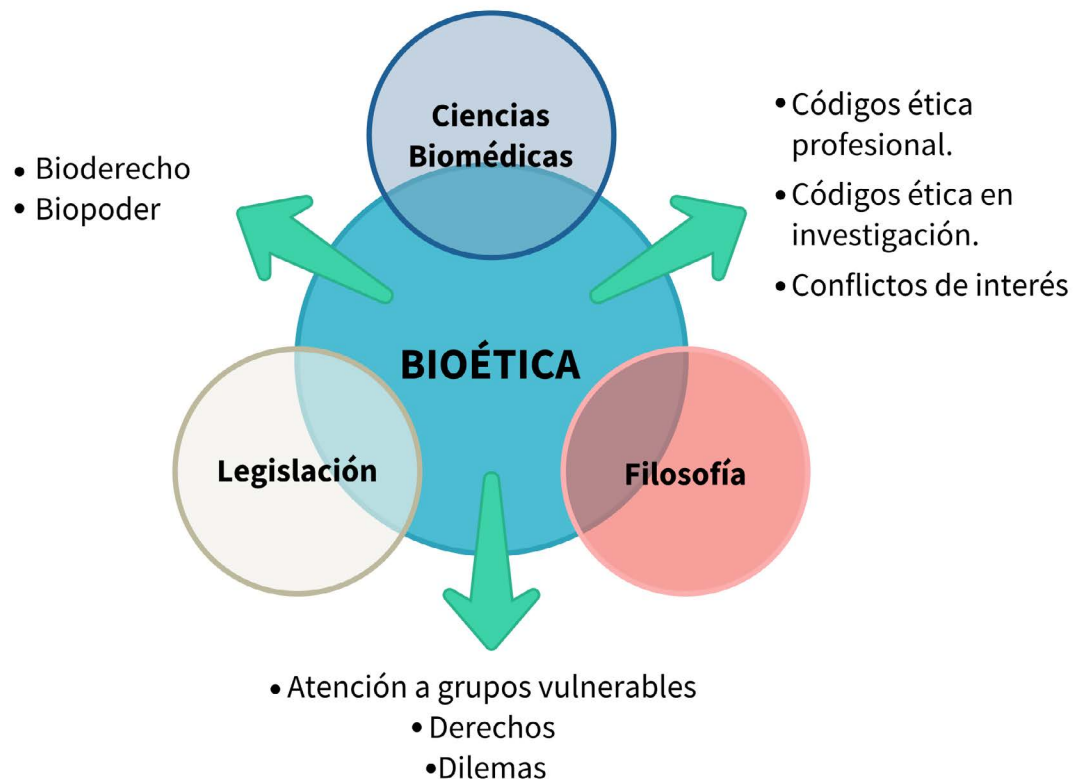 Ciencias
Biomédicas
• Bioderecho
• Biopoder
• Códigos ética
profesional.
• Códigos ética en
investigación.
• Conflictos de interés
BIOÉTICA
Legislación
Filosofía
• Atención a grupos vulnerables
• Derechos
•Dilemas